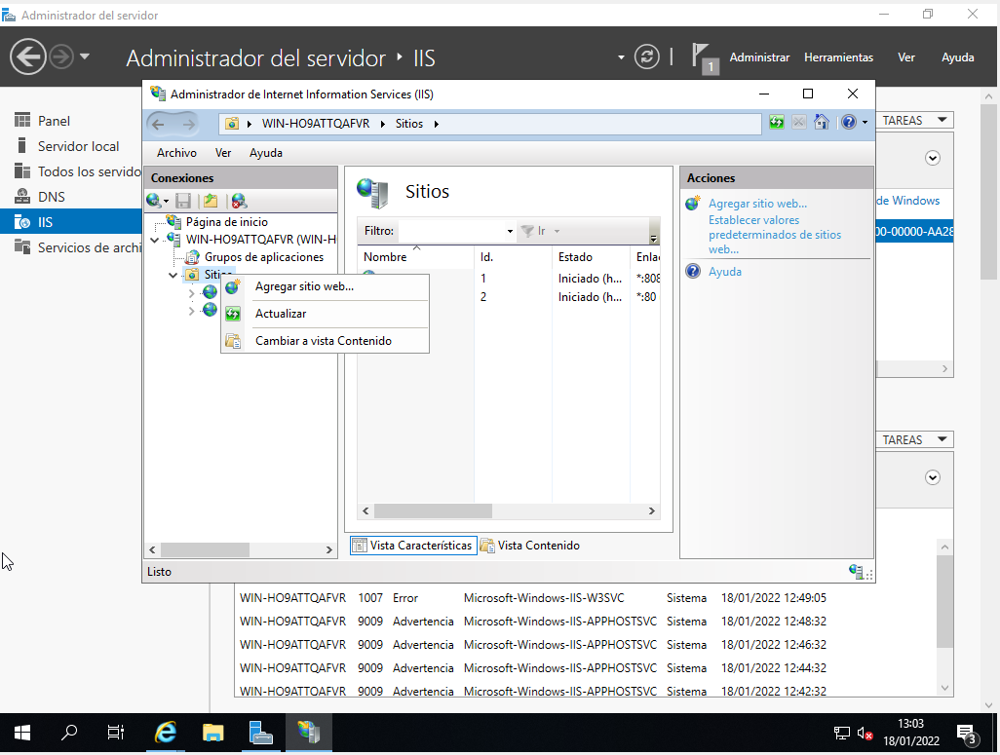 Administrador del servidor
Administrador del servidor IIS
1
Administrar Herramientas Ver Ayuda
Administrador de Internet Information Services (IIS)
WIN-HO9ATTQAFVR Sitios
Archivo Ver Ayuda
Panel
Servidor local
Todos los servido
DNS
IIS
Servicios de archi
Conexiones
Página de inicio
WIN-HO9ATTQAFVR (WIN-H
Grupos de aplicaciones
Sitios
Agregar sitio web...
Actualizar
Cambiar a vista Contenido
Sitios
Filtro: Ir
Nombre Id. Estado Enlac
1 Iniciado (h... *:808
2 Iniciado (h... *:80
Vista Características Vista Contenido
Acciones
Agregar sitio web...
Establecer valores
predeterminados de sitios
web...
Ayuda
Listo
TAREAS
de Windows
00-00000-AA28
TAREAS
WIN-HO9ATTQAFVR 1007 Error Microsoft-Windows-IIS-W3SVC Sistema 18/01/2022 12:49:05
WIN-HO9ATTQAFVR 9009 Advertencia Microsoft-Windows-IIS-APPHOSTSVC Sistema 18/01/2022 12:48:32
WIN-HO9ATTQAFVR 9009 Advertencia Microsoft-Windows-IIS-APPHOSTSVC Sistema 18/01/2022 12:46:32
WIN-HO9ATTQAFVR 9009 Advertencia Microsoft-Windows-IIS-APPHOSTSVC Sistema 18/01/2022 12:44:32
WIN-HO9ATTQAFVR 9009 Advertencia Microsoft-Windows-IIS-APPHOSTSVC Sistema 18/01/2022 12:42:32
13:03
18/01/2022
3